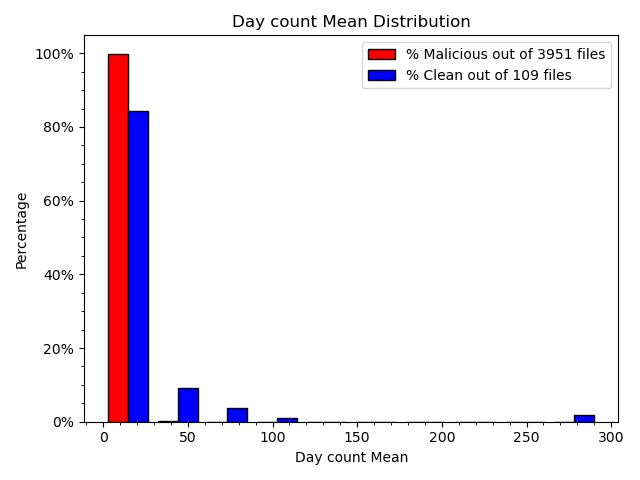 Day count Mean Distribution
% Malicious out of 3951 files
% Clean out of 109 files
Percentage
100%
80%
60%
40%
20%
0%
0 50 100 150 200 250 300
Day count Mean